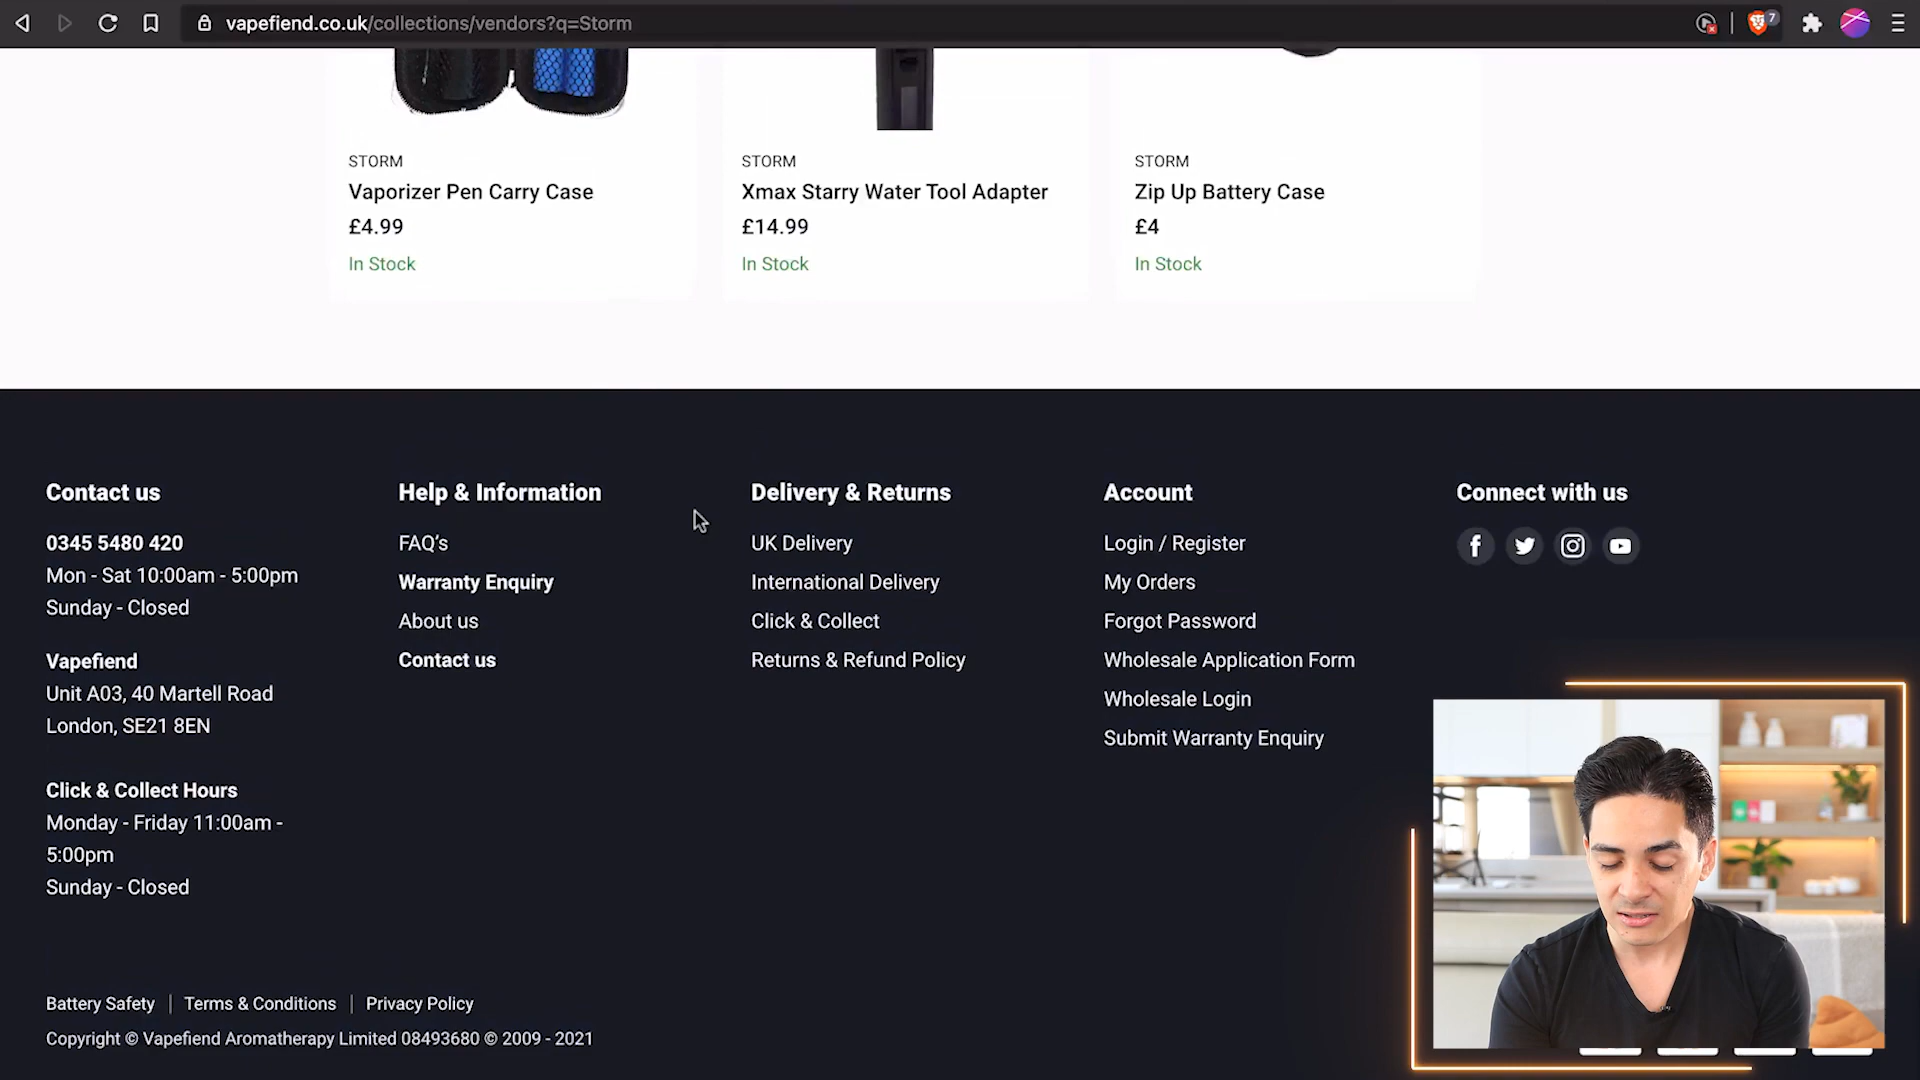 vapefiend.co.uk/collections/vendors?q=Storm
7
STORM
Vaporizer Pen Carry Case
£4.99
In Stock
STORM
Xmax Starry Water Tool Adapter
£14.99
In Stock
STORM
Zip Up Battery Case
£4
In Stock
Contact us
0345 5480 420
Mon - Sat 10:00am - 5:00pm
Sunday - Closed
Vapefiend
Unit A03, 40 Martell Road
London, SE21 8EN
Click & Collect Hours
Monday - Friday 11:00am -
5:00pm
Sunday - Closed
Help & Information
FAQ’s
Warranty Enquiry
About us
Contact us
Delivery & Returns
UK Delivery
International Delivery
Click & Collect
Returns & Refund Policy
Account
Login / Register
My Orders
Forgot Password
Wholesale Application Form
Wholesale Login
Submit Warranty Enquiry
Connect with us
Battery Safety | Terms & Conditions | Privacy Policy
Copyright © Vapefiend Aromatherapy Limited 08493680 © 2009 - 2021